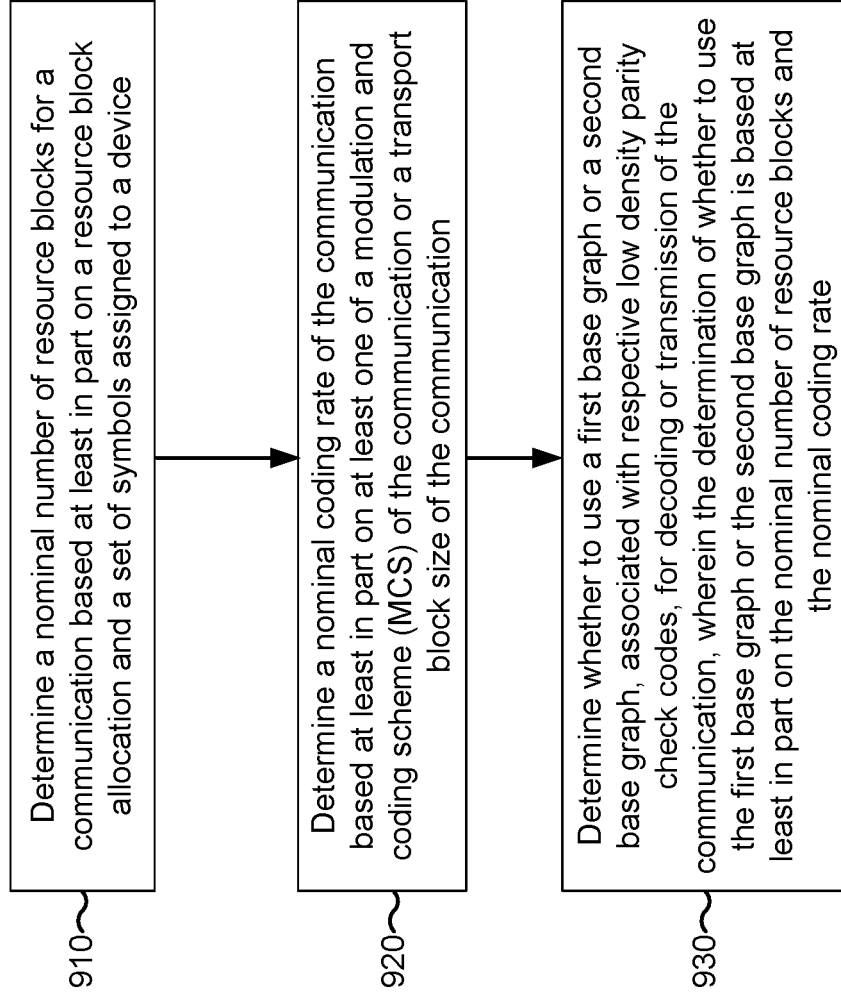 910
Determine a nominal number of resource blocks for a
communication based at least in part on a resource block
allocation and a set of symbols assigned to a device
920
Determine a nominal coding rate of the communication
based at least in part on at least one of a modulation and
coding scheme (MCS) of the communication or a transport
block size of the communication
930
Determine whether to use a first base graph or a second
base graph, associated with respective low density parity
check codes, for decoding or transmission of the
communication, wherein the determination of whether to use
the first base graph or the second base graph is based at
least in part on the nominal number of resource blocks and
the nominal coding rate